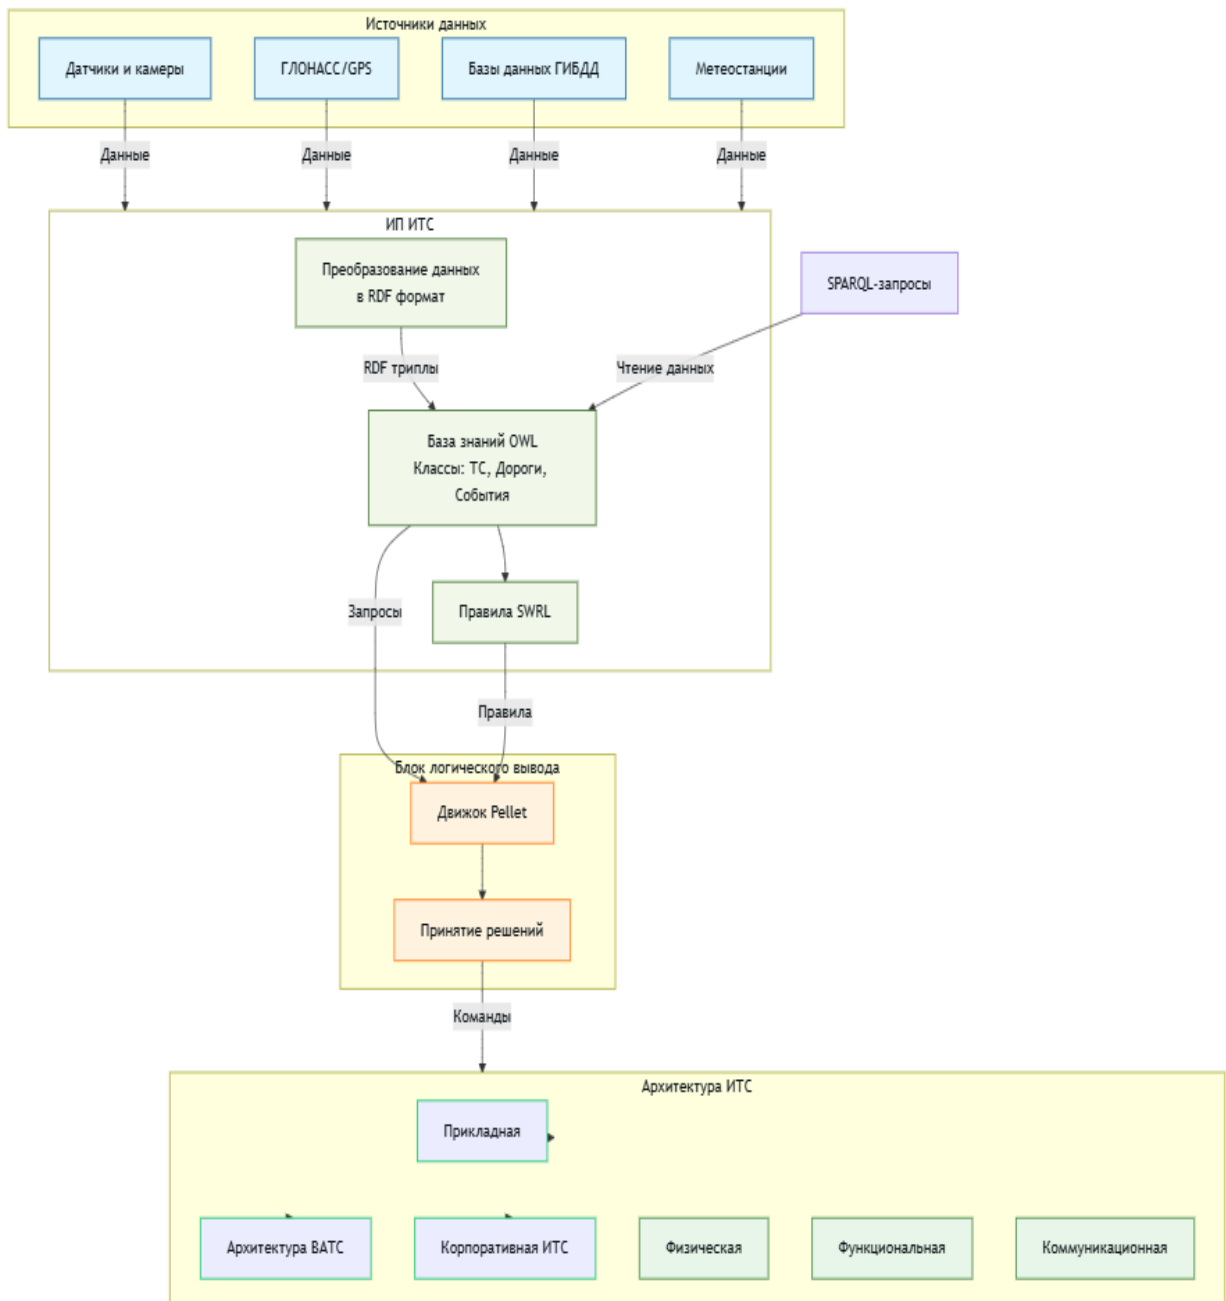 Источники данных
Датчики и камеры
ГЛОНАСС/GPS
Базы данных ГИБДД
Метеостанции
Данные
Данные
Данные
Данные
ИП ИТС
Преобразование данных
в RDF формат
SPARQL-запросы
RDF триплы
Чтение данных
База знаний OWL
Классы: ТС, Дороги,
События
Запросы
Правила SWRL
Правила
Блок логического вывода
Движок Pellet
Принятие решений
Команды
Архитектура ИТС
Прикладная
Архитектура ВАТС
Корпоративная ИТС
Физическая
Функциональная
Коммуникационная